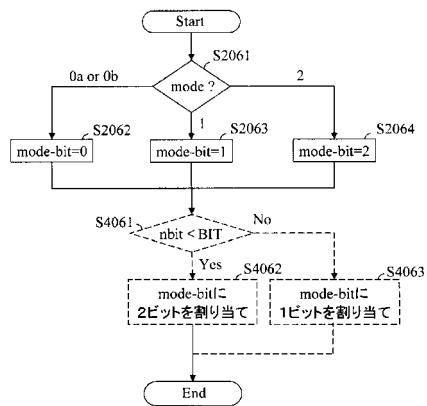 Start
S2061
0a or 0b
mode ?
2
1
S2062
S2063
S2064
mode-bit=0
mode-bit=1
mode-bit=2
S4061
nbit < BIT
No
Yes
S4062
S4063
mode-bitに
2ビットを割り当て
mode-bitに
1ビットを割り当て
End